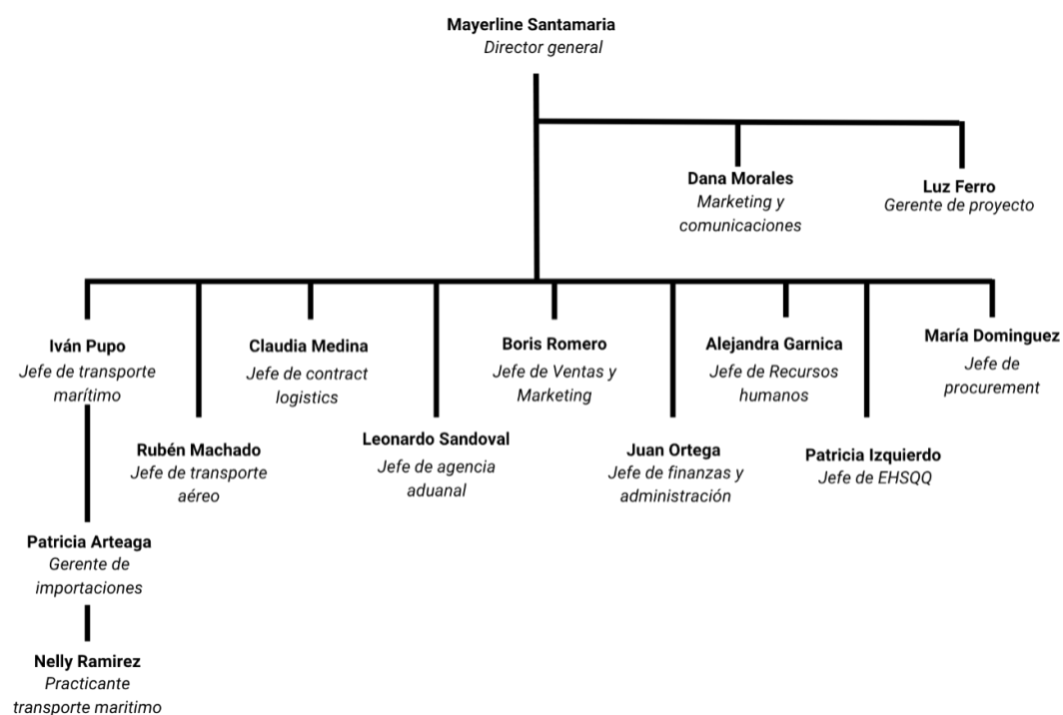 Mayerline Santamaria
Director general
Dana Morales
Marketing y
comunicaciones
Luz Ferro
Gerente de proyecto
Iván Pupo
Jefe de transporte
marítimo
Claudia Medina
Jefe de contract
logistics
Boris Romero
Jefe de Ventas y
Marketing
Alejandra Garnica
Jefe de Recursos
humanos
María Dominguez
Jefe de
procurement
Rubén Machado
Jefe de transporte
aéreo
Leonardo Sandoval
Jefe de agencia
aduanal
Juan Ortega
Jefe de finanzas y
administración
Patricia Izquierdo
Jefe de EHSQQ
Patricia Arteaga
Gerente de
importaciones
Nelly Ramirez
Practicante
transporte maritimo